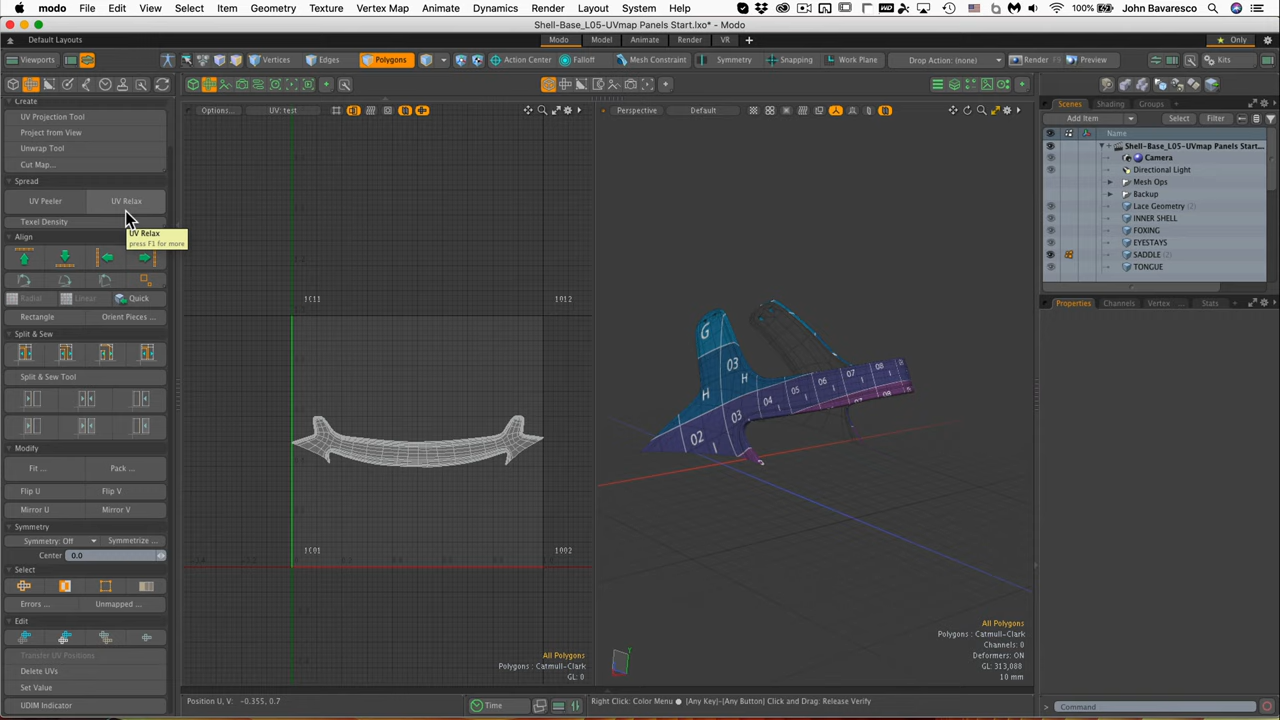 modo File Edit View Select Item Geometry Texture Vertex Map Animate Dynamics Render Layout System Help 100% John Bavaresco
Shell-Base_L05-UVmap Panels Start.lxo* - Modo
Default Layouts Modo Model Animate Render VR Only
Viewports Vertices Edges Polygons Action Center Falloff Mesh Constraint Symmetry Snapping Work Plane Drop Action: (none) Render Preview Kits
Create
UV Projection Tool
Project from View
Unwrap Tool
Cut Map...
Spread
UV Peeler UV Relax
Texel Density
UV Relax
press F1 for more
Align
Radial Linear Quick
Rectangle Orient Pieces ...
Split & Sew
Split & Sew Tool
Modify
Fit ... Pack ...
Flip U Flip V
Mirror U Mirror V
Symmetry
Symmetry: Off Symmetrize ...
Center 0.0
Select
Errors ... Unmapped ...
Edit
Transfer UV Positions
Delete UVs
Set Value
UDIM Indicator
Options... UV: test
1011 1012
1001 1002
All Polygons
Polygons : Catmull-Clark
GL: 0
Position U, V: -0.355, 0.7
Perspective Default
G
03
H
H
02
I
03
04
05
06
07
08
All Polygons
Polygons : Catmull-Clark
Channels: 0
Deformers: ON
GL: 313,088
10 mm
Time
Right Click: Color Menu ● [Any Key]-[Any Button] Click and Drag: Release Verify
Scenes Shading Groups
Add Item Select Filter
Name
Shell-Base_L05-UVmap Panels Start...
Camera
Directional Light
Mesh Ops
Backup
Lace Geometry (2)
INNER SHELL
FOXING
EYESTAYS
SADDLE (2)
TONGUE
Properties Channels Vertex ... Stats
Command